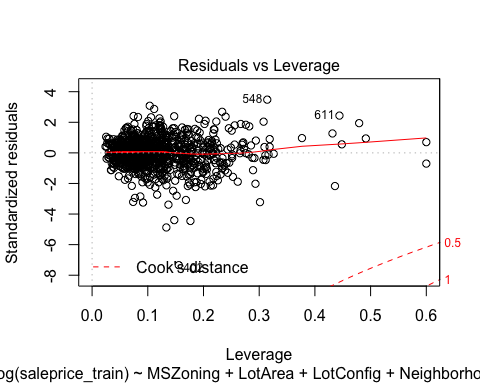 Residuals vs Leverage
Standardized residuals
4
2
0
-2
-4
-6
-8
548
611
0.5
1
Cook's distance
0.0 0.1 0.2 0.3 0.4 0.5 0.6
Leverage
og(saleprice_train) ~ MSZoning + LotArea + LotConfig + Neighborho